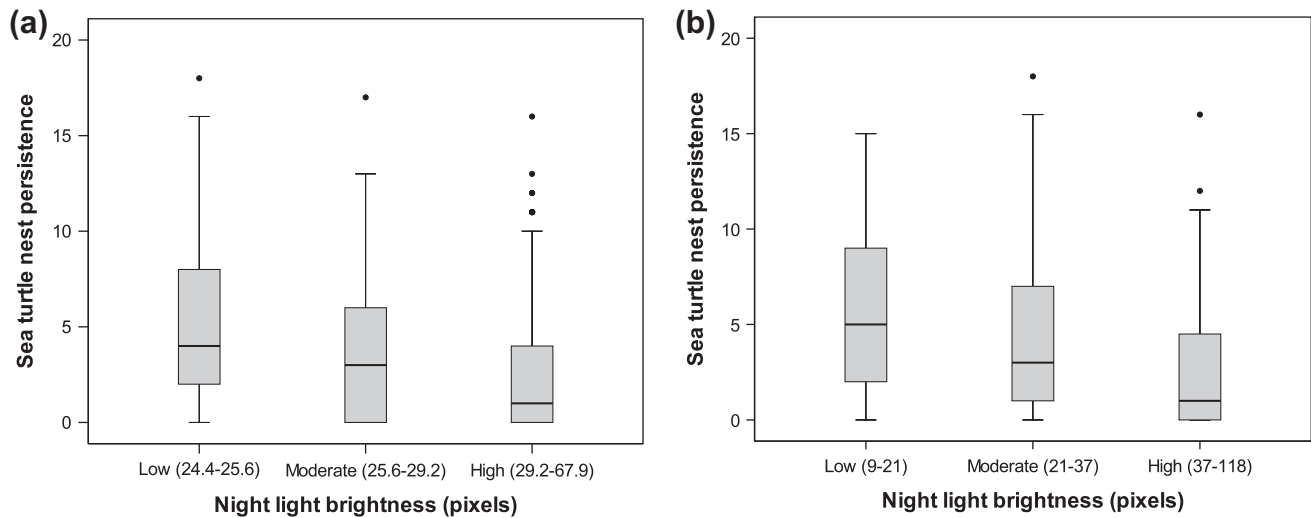 (a)
Sea turtle nest persistence
20
15
10
5
0
Low (24.4-25.6) Moderate (25.6-29.2) High (29.2-67.9)
Night light brightness (pixels)
(b)
Sea turtle nest persistence
20
15
10
5
0
Low (9-21) Moderate (21-37) High (37-118)
Night light brightness (pixels)